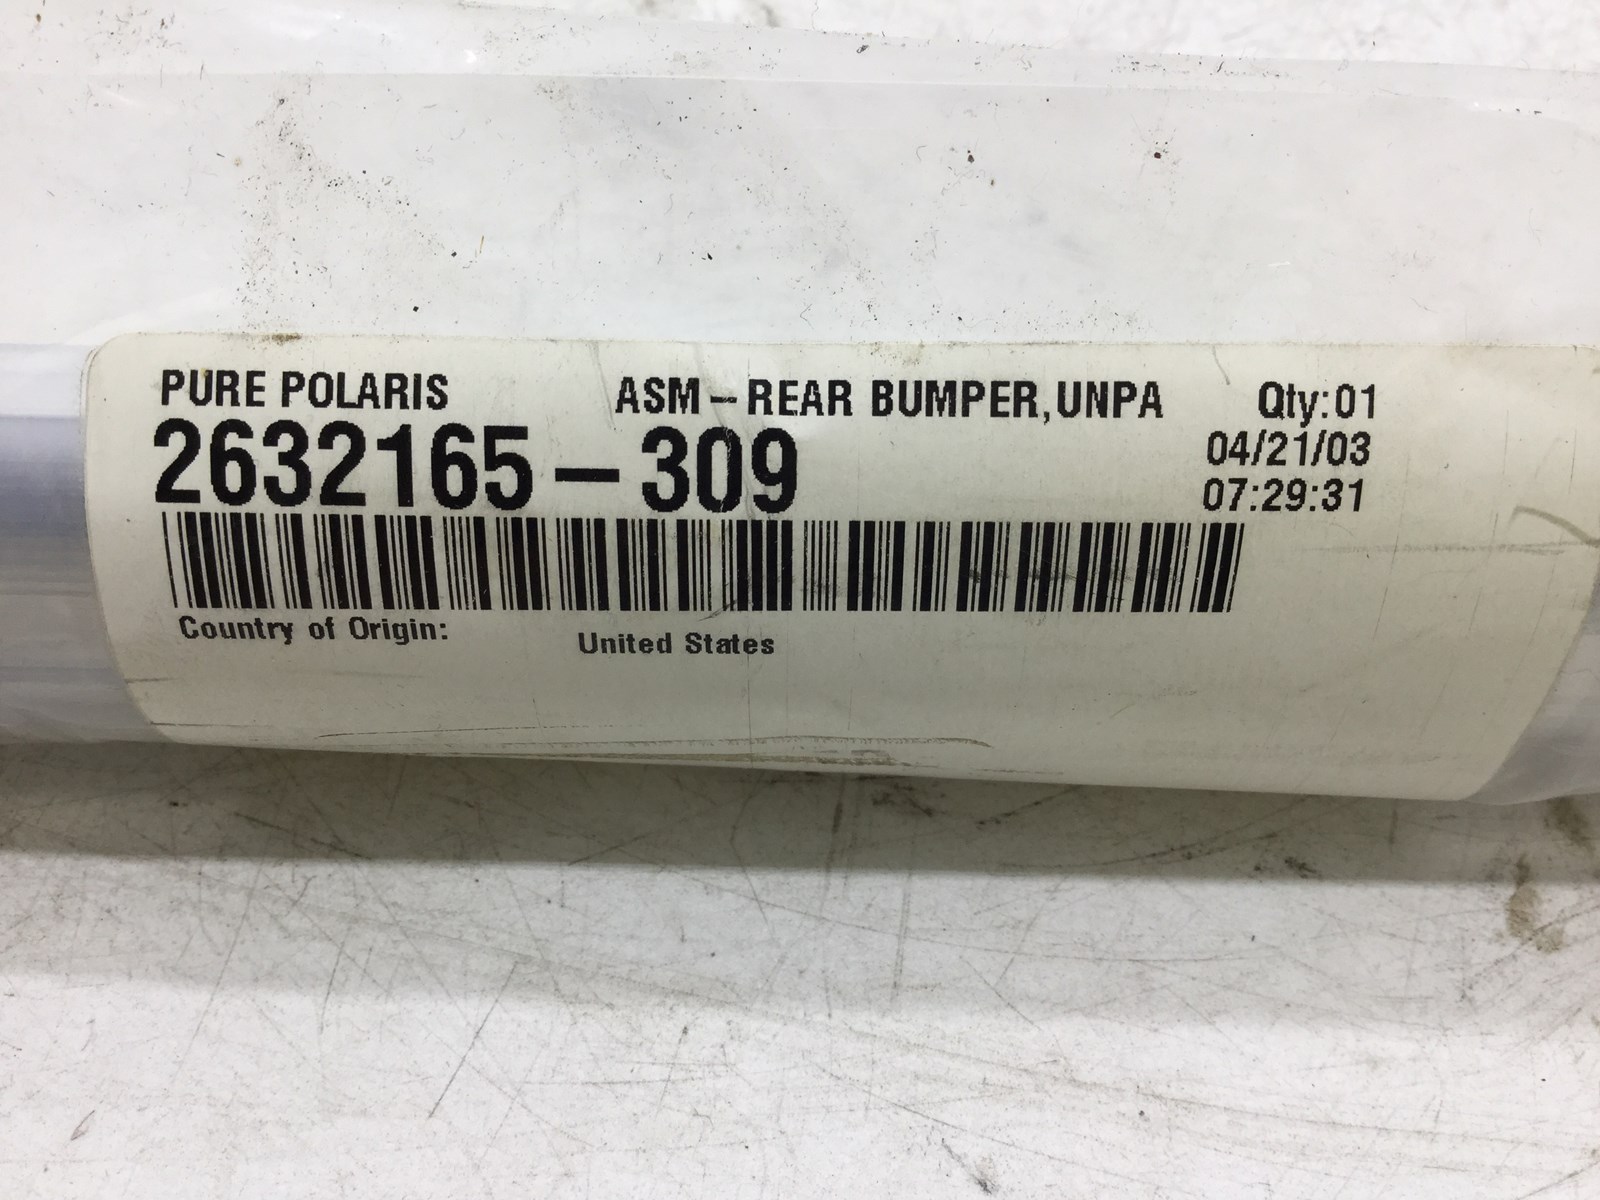 PURE POLARIS ASM-REAR BUMPER,UNPA Qty:01
2632165-309 04/21/03
07:29:31
Country of Origin: United States